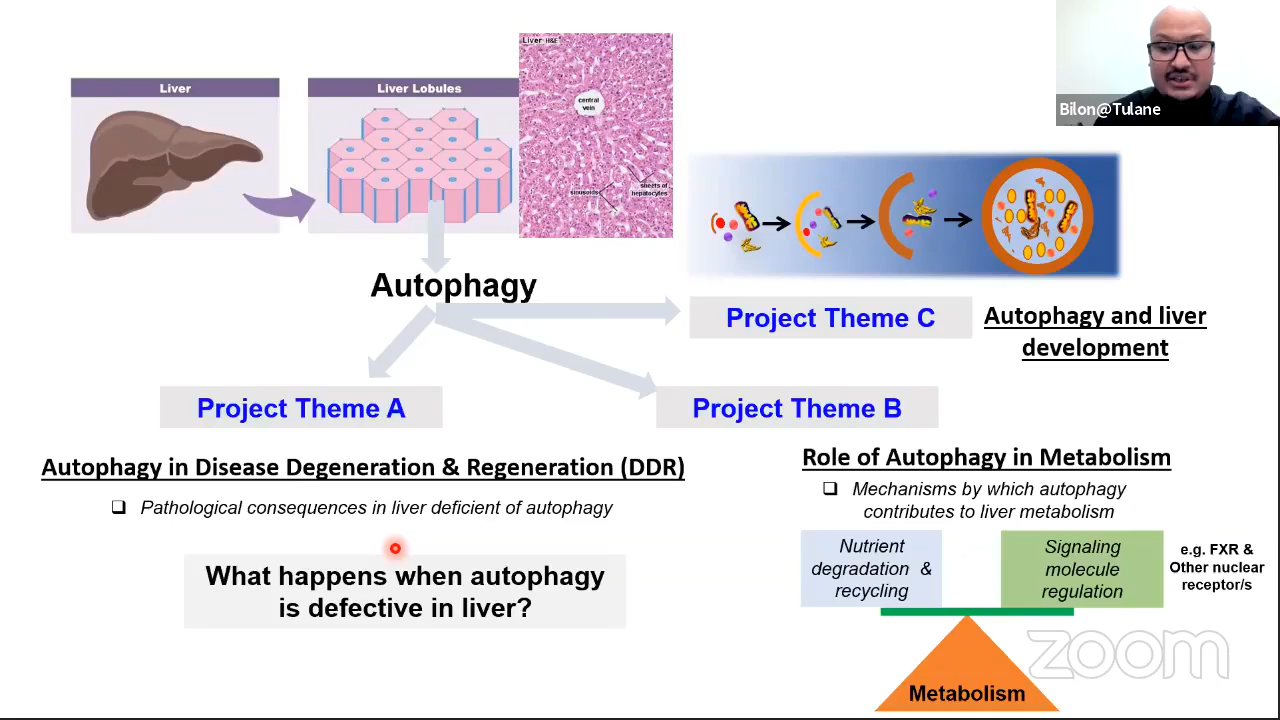 Liver
Liver Lobules
Liver H&E
central
vein
sinusoids
sheets of
hepatocytes
Bilon@Tulane
Autophagy
Project Theme C
Autophagy and liver
development
Project Theme A
Project Theme B
Autophagy in Disease Degeneration & Regeneration (DDR)
❑ Pathological consequences in liver deficient of autophagy
What happens when autophagy
is defective in liver?
Role of Autophagy in Metabolism
❑ Mechanisms by which autophagy
contributes to liver metabolism
Nutrient
degradation &
recycling
Signaling
molecule
regulation
e.g. FXR &
Other nuclear
receptor/s
Metabolism
zoom